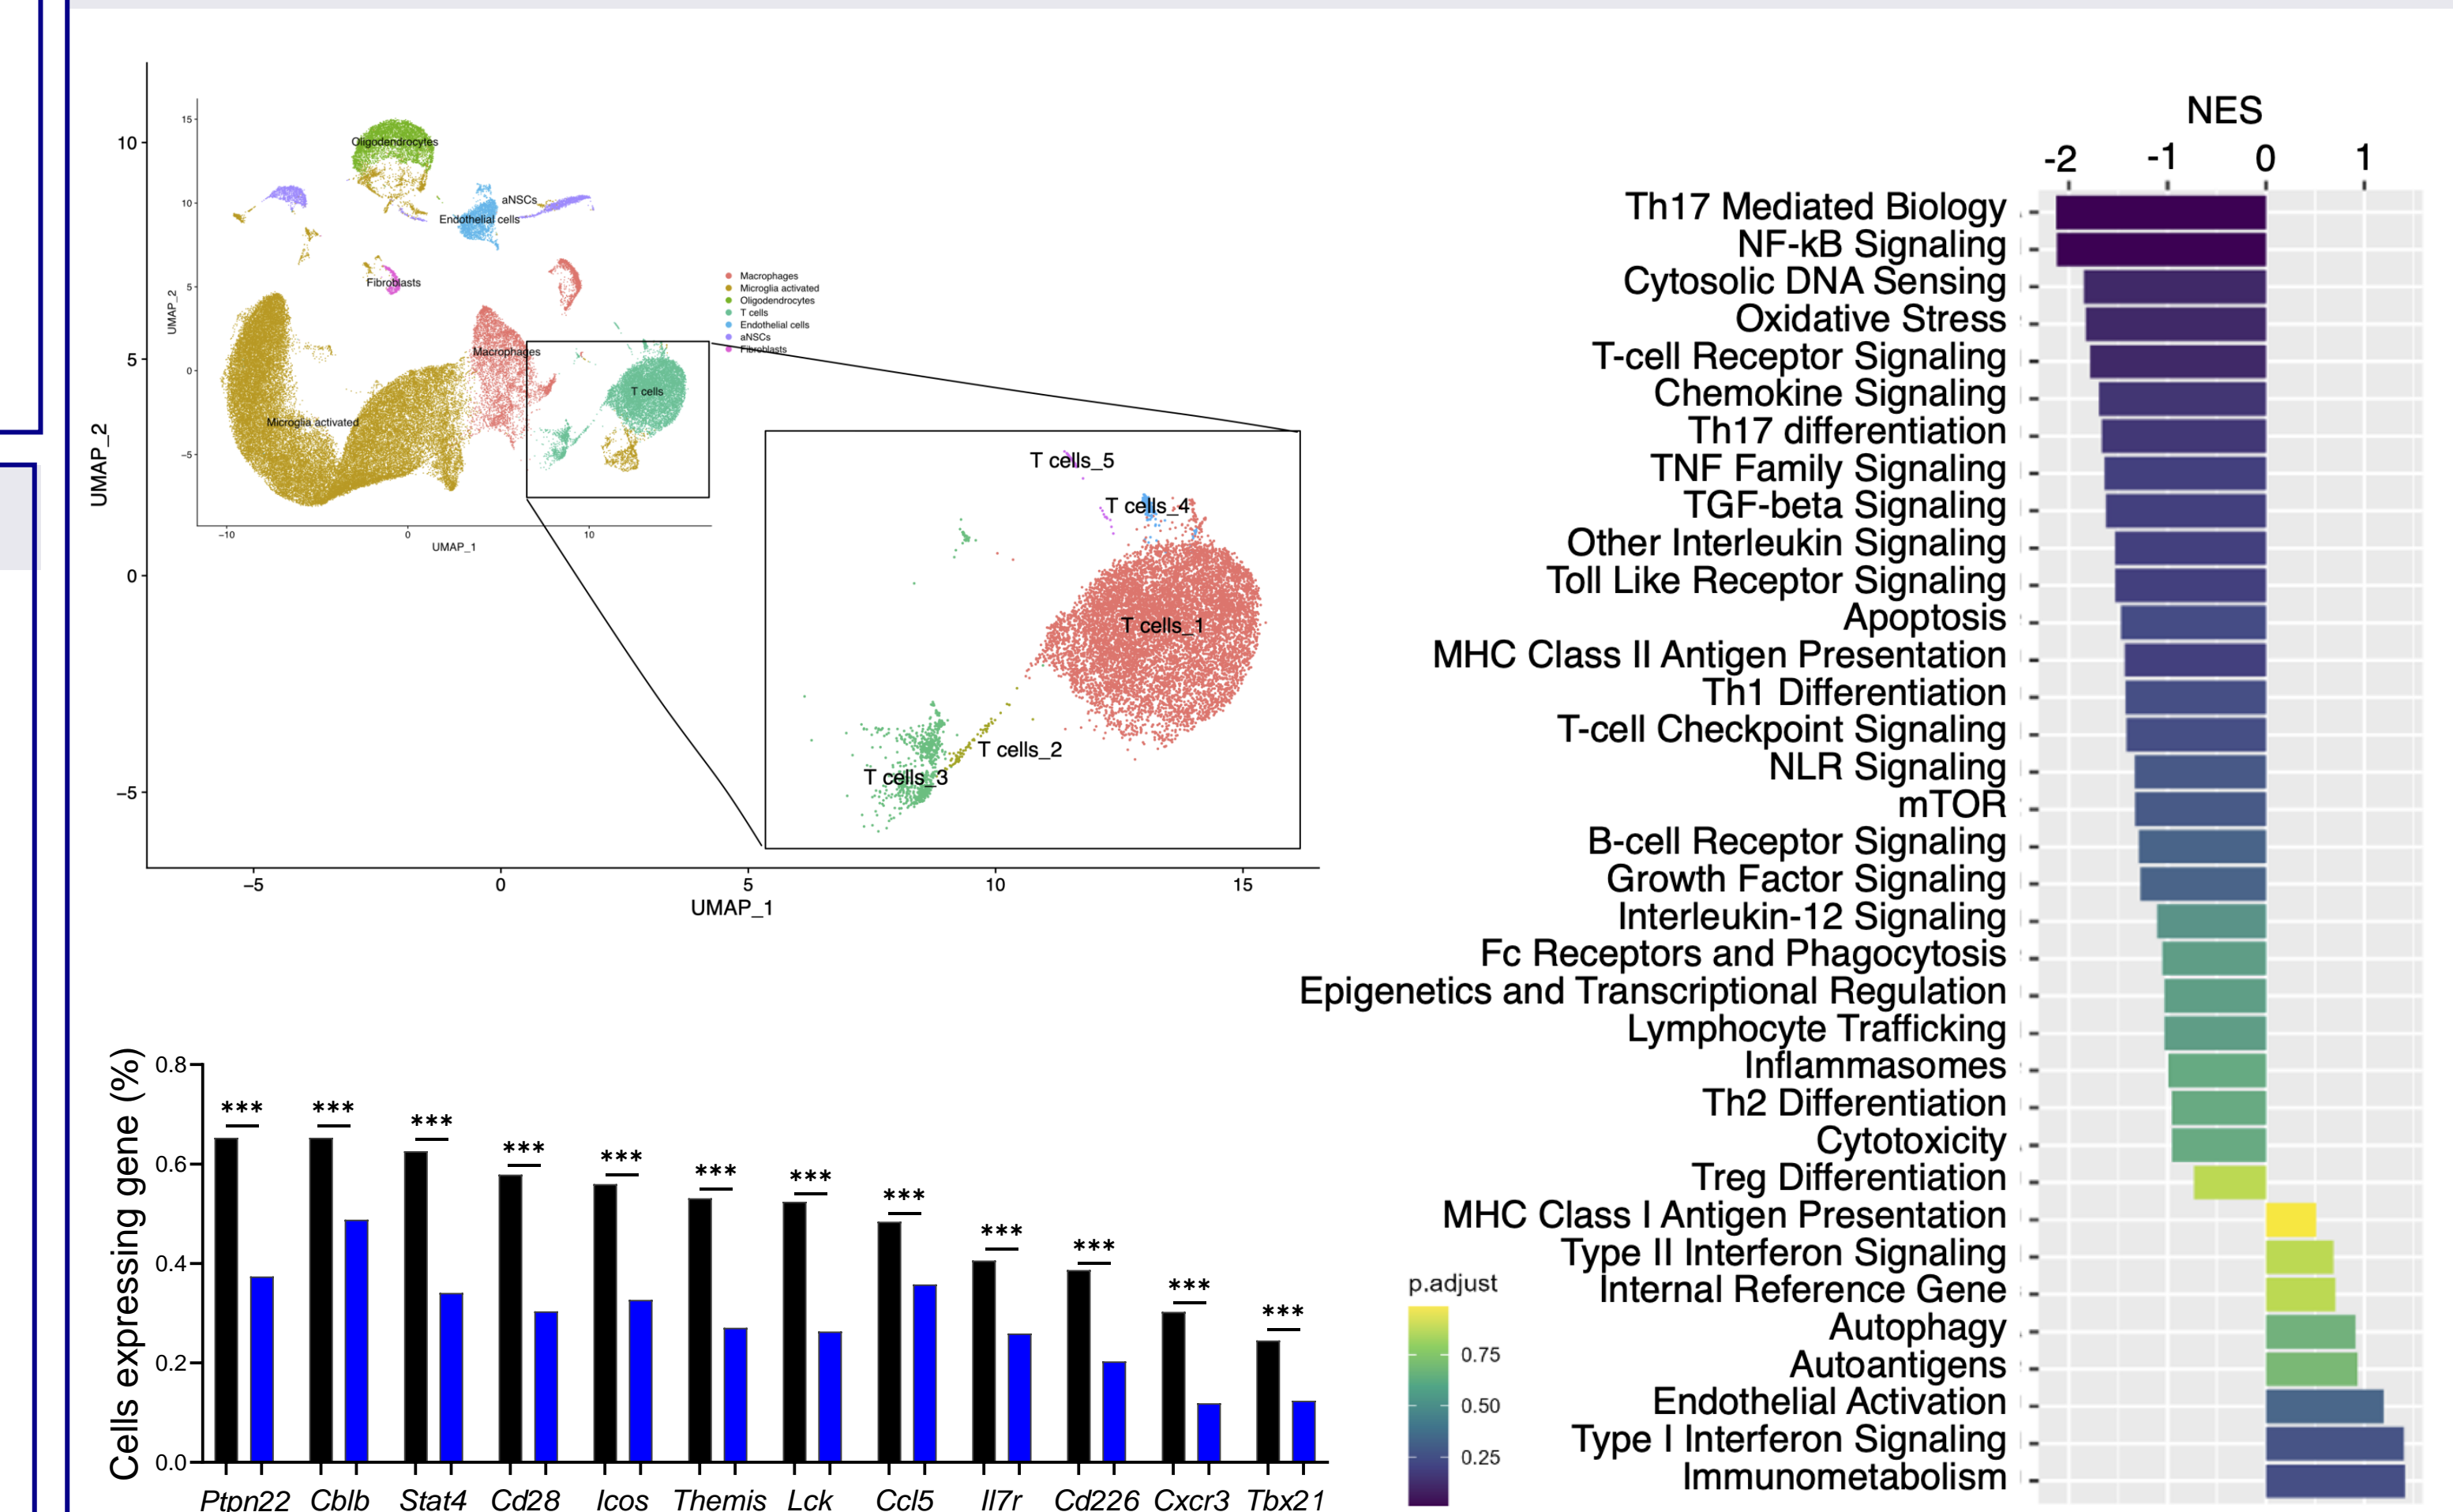 15
10
5
0
−5
UMAP_2
−10
0
10
UMAP_1
Oligodendrocytes
aNSCs
Endothelial cells
Fibroblasts
Macrophages
T cells
Microglia activated
Macrophages
Microglia activated
Oligodendrocytes
T cells
Endothelial cells
aNSCs
Fibroblasts
10
5
0
−5
UMAP_2
−5
0
5
10
15
UMAP_1
T cells_5
T cells_4
T cells_1
T cells_2
T cells_3
Cells expressing gene (%)
0.8
0.6
0.4
0.2
0.0
*** *** *** *** *** *** *** *** *** *** *** ***
Ptpn22 Cblb Stat4 Cd28 Icos Themis Lck Ccl5 Il7r Cd226 Cxcr3 Tbx21
NES
-2 -1 0 1
Th17 Mediated Biology
NF-kB Signaling
Cytosolic DNA Sensing
Oxidative Stress
T-cell Receptor Signaling
Chemokine Signaling
Th17 differentiation
TNF Family Signaling
TGF-beta Signaling
Other Interleukin Signaling
Toll Like Receptor Signaling
Apoptosis
MHC Class II Antigen Presentation
Th1 Differentiation
T-cell Checkpoint Signaling
NLR Signaling
mTOR
B-cell Receptor Signaling
Growth Factor Signaling
Interleukin-12 Signaling
Fc Receptors and Phagocytosis
Epigenetics and Transcriptional Regulation
Lymphocyte Trafficking
Inflammasomes
Th2 Differentiation
Cytotoxicity
Treg Differentiation
MHC Class I Antigen Presentation
Type II Interferon Signaling
Internal Reference Gene
Autophagy
Autoantigens
Endothelial Activation
Type I Interferon Signaling
Immunometabolism
p.adjust
0.75
0.50
0.25